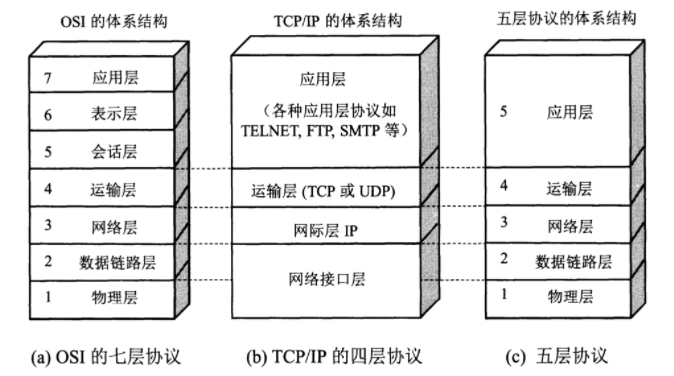 OSI 的体系结构
7 应用层
6 表示层
5 会话层
4 运输层
3 网络层
2 数据链路层
1 物理层
(a) OSI 的七层协议
TCP/IP 的体系结构
应用层
(各种应用层协议如
TELNET, FTP, SMTP 等)
运输层 (TCP 或 UDP)
网际层 IP
网络接口层
(b) TCP/IP 的四层协议
五层协议的体系结构
5 应用层
4 运输层
3 网络层
2 数据链路层
1 物理层
(c) 五层协议